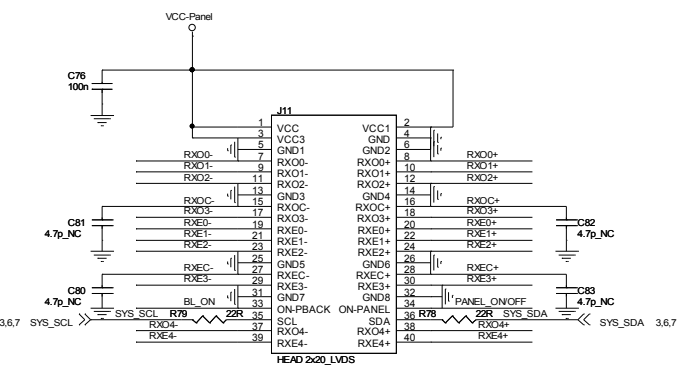 VCC-Panel
C76
100n
J11
1 VCC VCC1 2
3 VCC3 GND 4
5 GND1 GND2 6
RXO0- 7 RXO0- RXO0+ 8 RXO0+
RXO1- 9 RXO1- RXO1+ 10 RXO1+
RXO2- 11 RXO2- RXO2+ 12 RXO2+
13 GND3 GND4 14
RXOC- 15 RXOC- RXOC+ 16 RXOC+
RXO3- 17 RXO3- RXO3+ 18 RXO3+
C81
4.7p_NC
C82
4.7p_NC
RXE0- 19 RXE0- RXE0+ 20 RXE0+
RXE1- 21 RXE1- RXE1+ 22 RXE1+
RXE2- 23 RXE2- RXE2+ 24 RXE2+
25 GND5 GND6 26
RXEC- 27 RXEC- RXEC+ 28 RXEC+
RXE3- 29 RXE3- RXE3+ 30 RXE3+
C80
4.7p_NC
C83
4.7p_NC
31 GND7 GND8 32
BL_ON 33 ON-PBACK ON-PANEL 34 PANEL_ON/OFF
3,6,7 SYS_SCL SYS_SCL R79 22R 35 SCL SDA 36 R78 22R SYS_SDA SYS_SDA 3,6,7
RXO4- 37 RXO4- RXO4+ 38 RXO4+
RXE4- 39 RXE4- RXE4+ 40 RXE4+
HEAD 2x20_LVDS